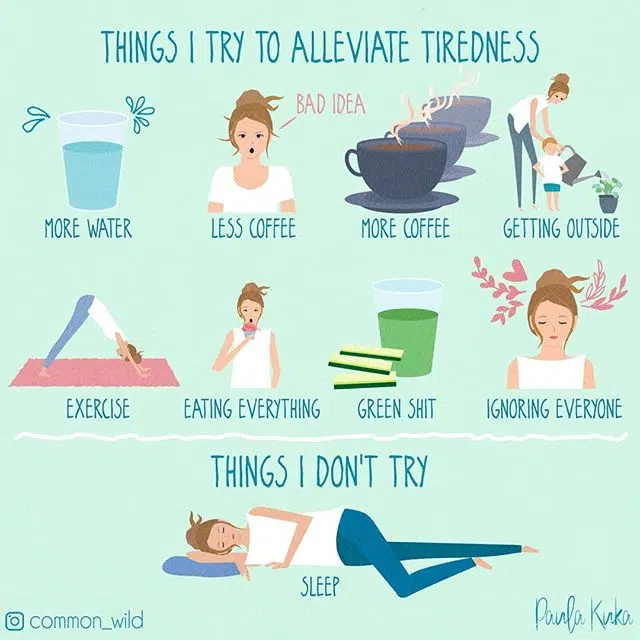 THINGS I TRY TO ALLEVIATE TIREDNESS
BAD IDEA
MORE WATER
LESS COFFEE
MORE COFFEE
GETTING OUTSIDE
EXERCISE
EATING EVERYTHING
GREEN SHIT
IGNORING EVERYONE
THINGS I DON'T TRY
SLEEP
common_wild
Paula Kuka